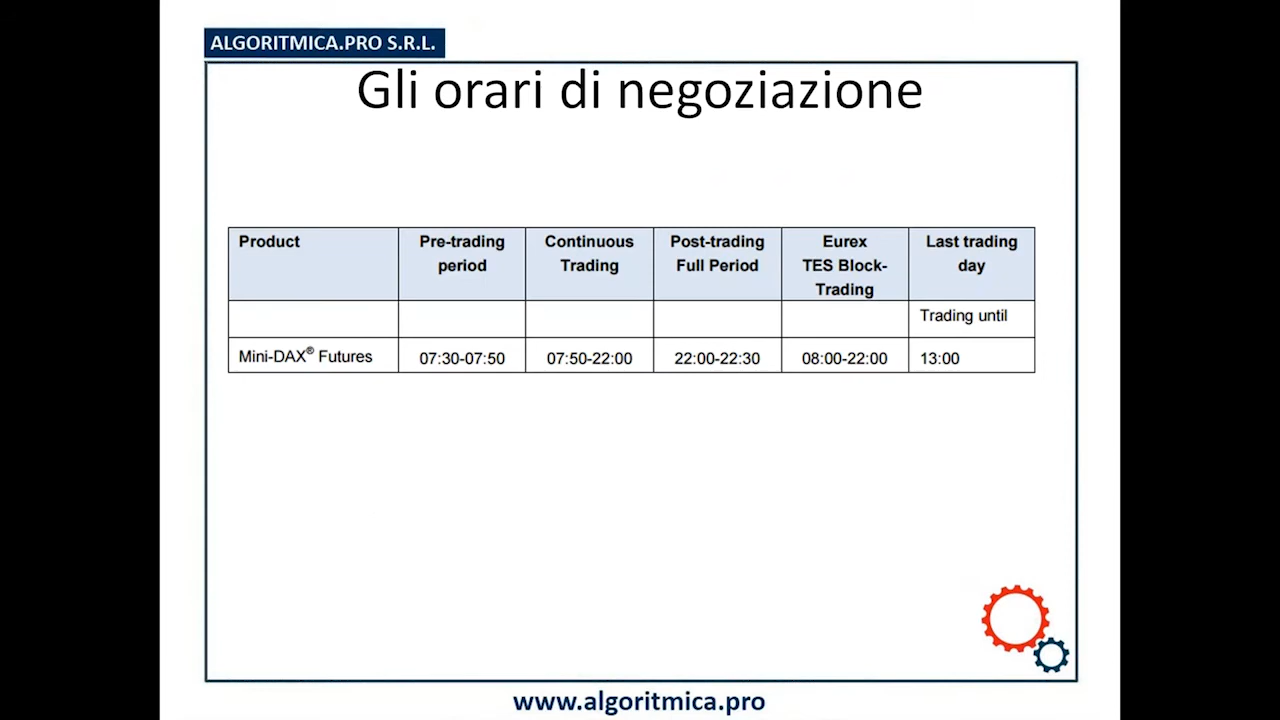 ALGORITMICA.PRO S.R.L.
Gli orari di negoziazione
Product
Pre-trading period
Continuous Trading
Post-trading Full Period
Eurex TES Block-Trading
Last trading day
Trading until
Mini-DAX® Futures
07:30-07:50
07:50-22:00
22:00-22:30
08:00-22:00
13:00
www.algoritmica.pro